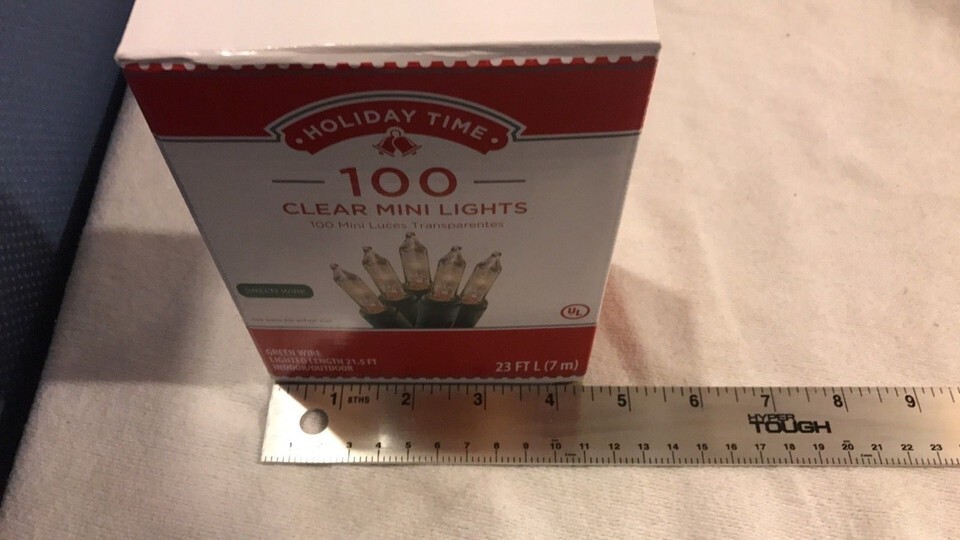 HOLIDAY TIME
100
CLEAR MINI LIGHTS
100 Mini Luces Transparentes
GREEN WIRE
UL
GREEN WIRE
LIGHTED LENGTH 21.5 FT
INDOOR/OUTDOOR
23 FT L (7 m)
1 8THS 2 3 4 5 6 7 8 9
HYPER
TOUGH
1 2 3 4 5 6 7 8 9 10 11 12 13 14 15 16 17 18 19 20 21 22 23